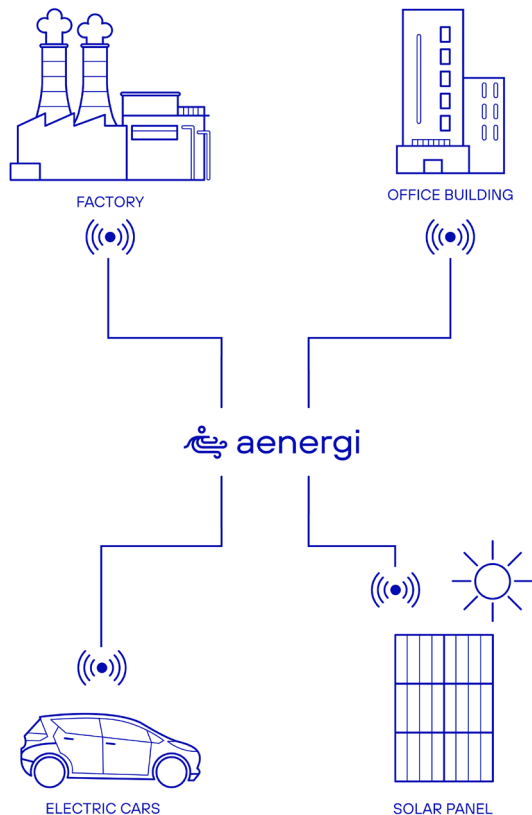 FACTORY
OFFICE BUILDING
aenergi
ELECTRIC CARS
SOLAR PANEL